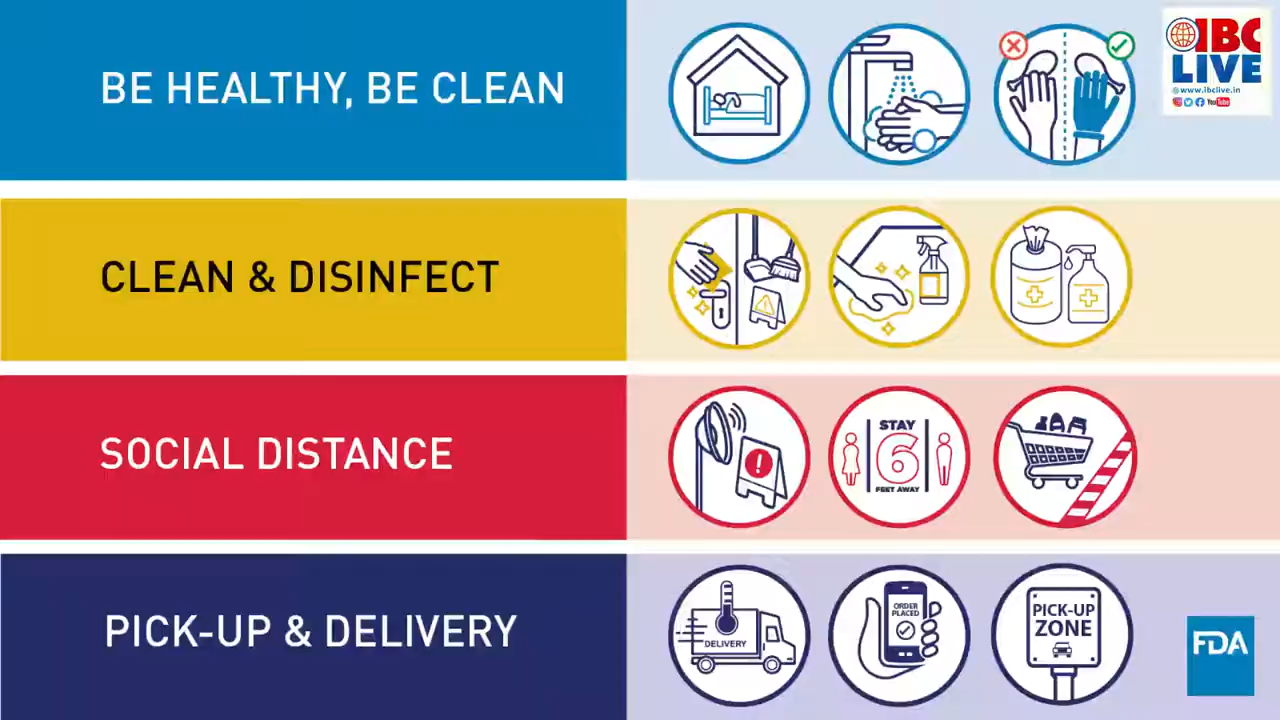 BE HEALTHY, BE CLEAN
IBC
LIVE
www.ibclive.in
YouTube
CLEAN & DISINFECT
SOCIAL DISTANCE
STAY
6
FEET AWAY
!
PICK-UP & DELIVERY
DELIVERY
ORDER
PLACED
PICK-UP
ZONE
FDA